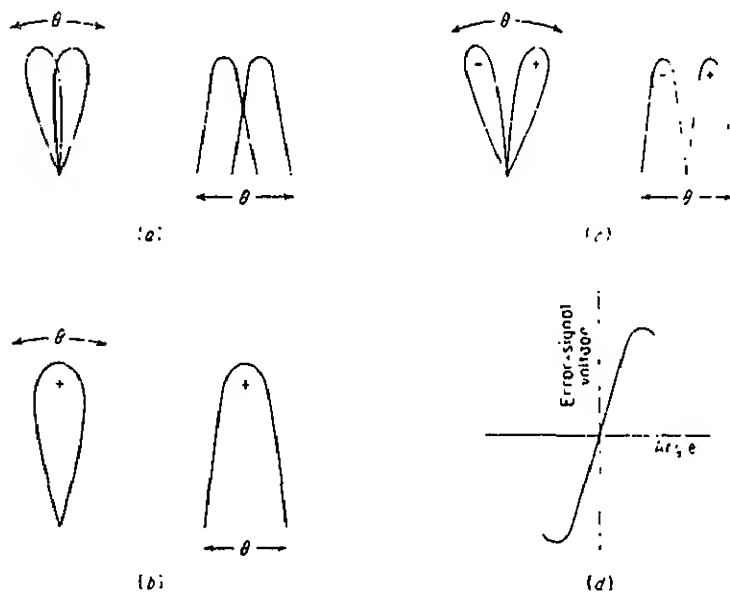 θ
θ
θ
- +
- +
θ
(a)
(c)
θ
+
+
θ
(b)
Error-signal
voltage
(d)